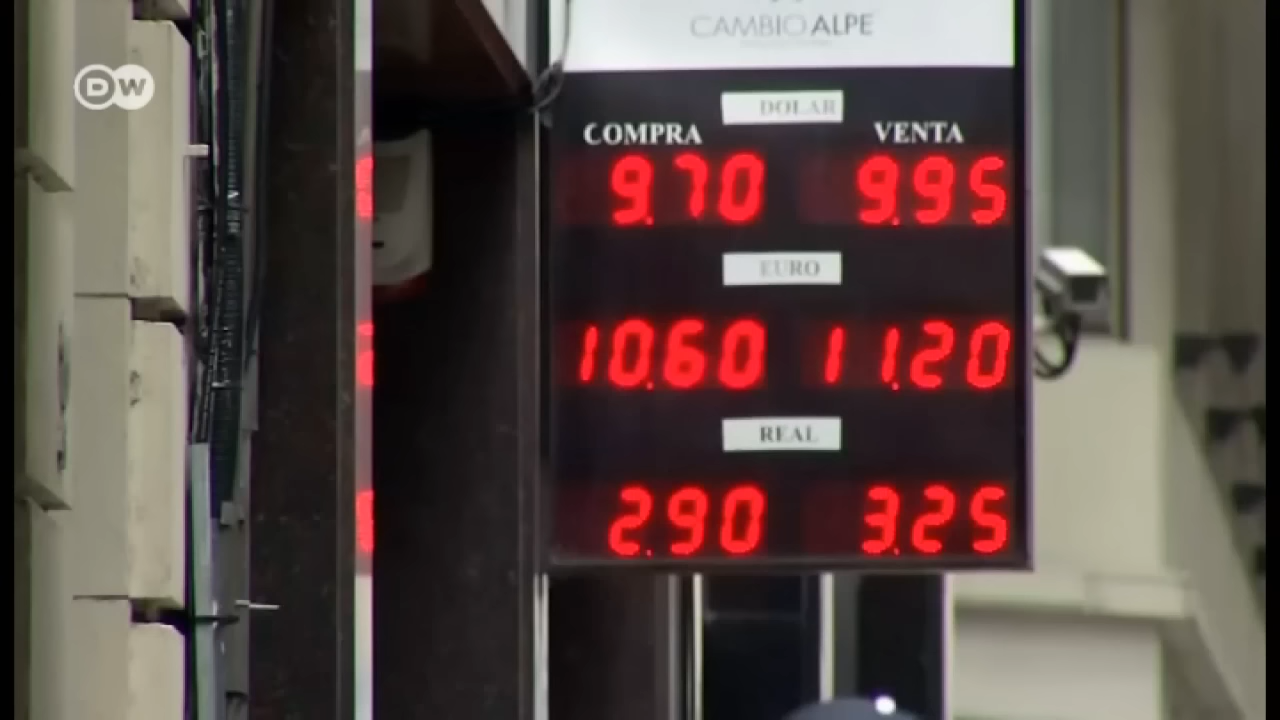 CAMBIO ALPE
DW
DOLAR
COMPRA VENTA
9.70 9.95
EURO
10.60 11.20
REAL
2.90 3.25